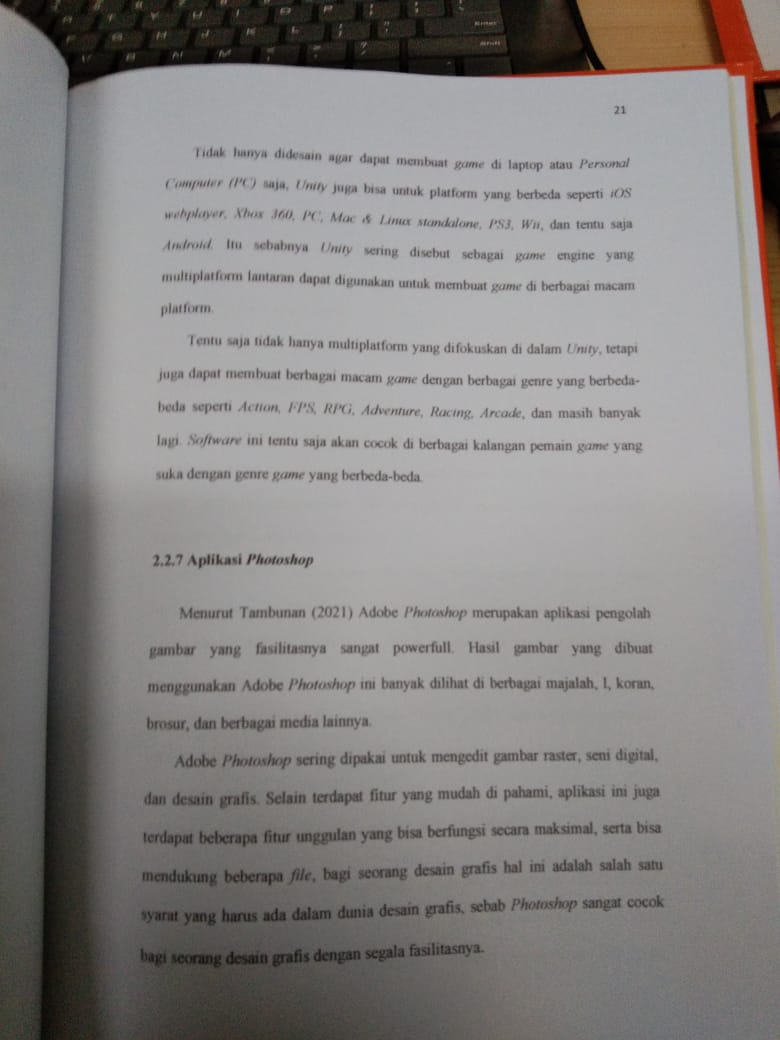 21
Tidak hanya didesain agar dapat membuat game di laptop atau Personal
Computer (PC) saja, Unity juga bisa untuk platform yang berbeda seperti iOS
webplayer, Xbox 360, PC, Mac & Linux standalone, PS3, Wii, dan tentu saja
Android. Itu sebabnya Unity sering disebut sebagai game engine yang
multiplatform lantaran dapat digunakan untuk membuat game di berbagai macam
platform.
Tentu saja tidak hanya multiplatform yang difokuskan di dalam Unity, tetapi
juga dapat membuat berbagai macam game dengan berbagai genre yang berbeda-
beda seperti Action, FPS, RPG, Adventure, Racing, Arcade, dan masih banyak
lagi. Software ini tentu saja akan cocok di berbagai kalangan pemain game yang
suka dengan genre game yang berbeda-beda.
2.2.7 Aplikasi Photoshop
Menurut Tambunan (2021) Adobe Photoshop merupakan aplikasi pengolah
gambar yang fasilitasnya sangat powerfull. Hasil gambar yang dibuat
menggunakan Adobe Photoshop ini banyak dilihat di berbagai majalah, I, koran,
brosur, dan berbagai media lainnya.
Adobe Photoshop sering dipakai untuk mengedit gambar raster, seni digital,
dan desain grafis. Selain terdapat fitur yang mudah di pahami, aplikasi ini juga
terdapat beberapa fitur unggulan yang bisa berfungsi secara maksimal, serta bisa
mendukung beberapa file, bagi seorang desain grafis hal ini adalah salah satu
syarat yang harus ada dalam dunia desain grafis, sebab Photoshop sangat cocok
bagi seorang desain grafis dengan segala fasilitasnya.